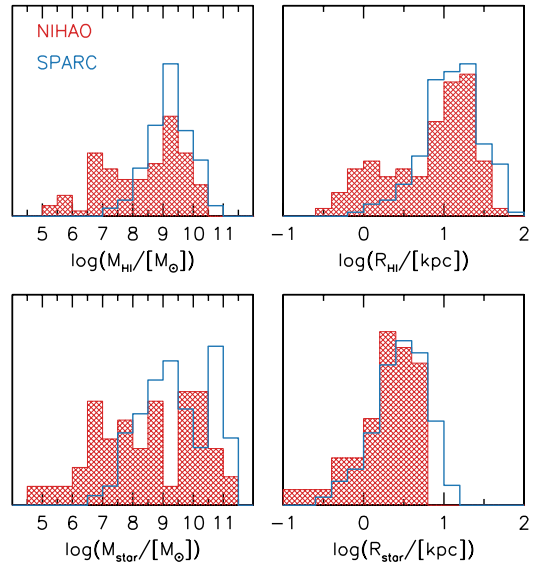 NIHAO
SPARC
5 6 7 8 9 10 11
log(M_HI/[M_⊙])
−1 0 1 2
log(R_HI/[kpc])
5 6 7 8 9 10 11
log(M_star/[M_⊙])
−1 0 1 2
log(R_star/[kpc])